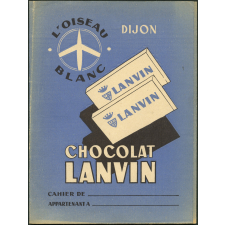 L'OISEAU
BLANC
DIJON
LANVIN
LANVIN
CHOCOLAT
LANVIN
CAHIER DE
APPARTENANT A